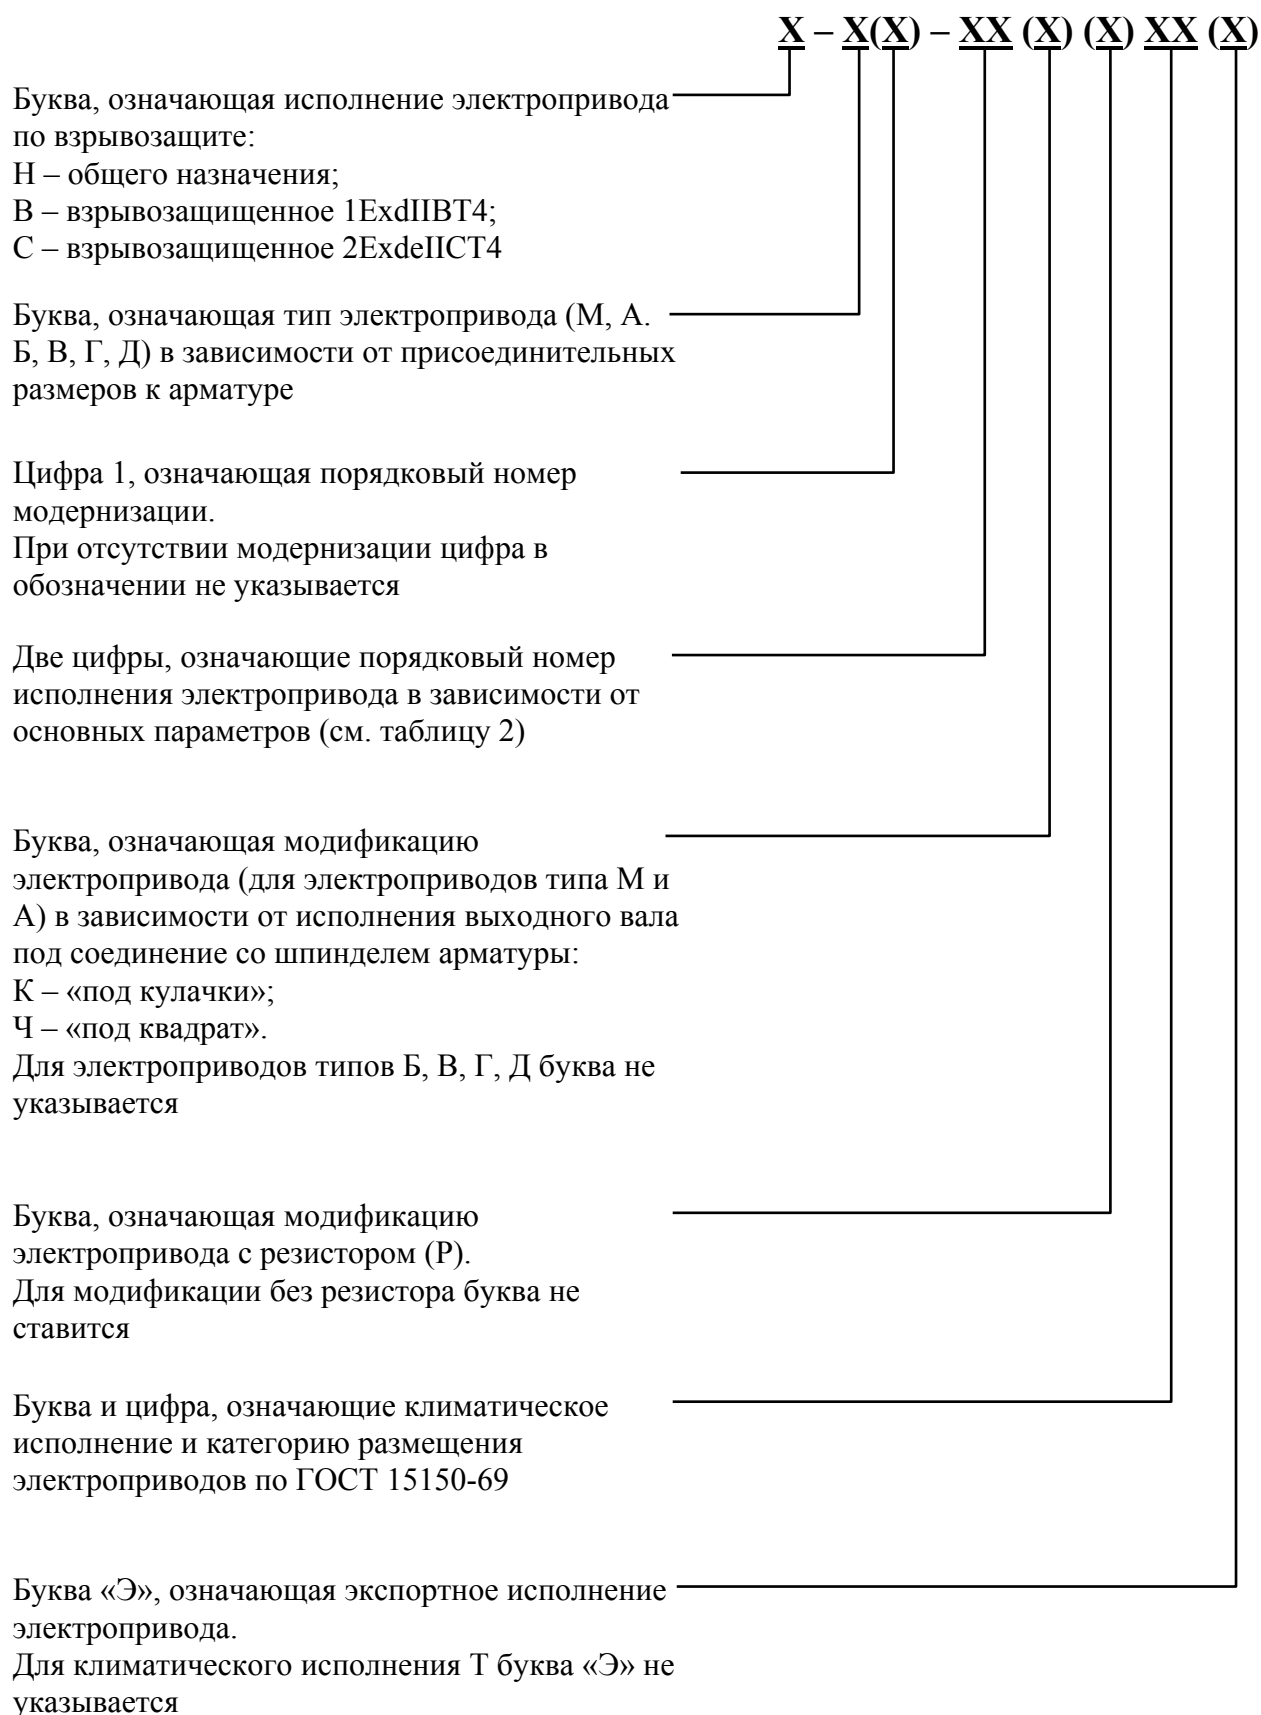 X – X(X) – XX (X) (X) XX (X)
Буква, означающая исполнение электропривода
по взрывозащите:
Н – общего назначения;
В – взрывозащищенное 1ExdIIBT4;
С – взрывозащищенное 2ExdeIICT4
Буква, означающая тип электропривода (М, А.
Б, В, Г, Д) в зависимости от присоединительных
размеров к арматуре
Цифра 1, означающая порядковый номер
модернизации.
При отсутствии модернизации цифра в
обозначении не указывается
Две цифры, означающие порядковый номер
исполнения электропривода в зависимости от
основных параметров (см. таблицу 2)
Буква, означающая модификацию
электропривода (для электроприводов типа М и
А) в зависимости от исполнения выходного вала
под соединение со шпинделем арматуры:
К – «под кулачки»;
Ч – «под квадрат».
Для электроприводов типов Б, В, Г, Д буква не
указывается
Буква, означающая модификацию
электропривода с резистором (Р).
Для модификации без резистора буква не
ставится
Буква и цифра, означающие климатическое
исполнение и категорию размещения
электроприводов по ГОСТ 15150-69
Буква «Э», означающая экспортное исполнение
электропривода.
Для климатического исполнения Т буква «Э» не
указывается